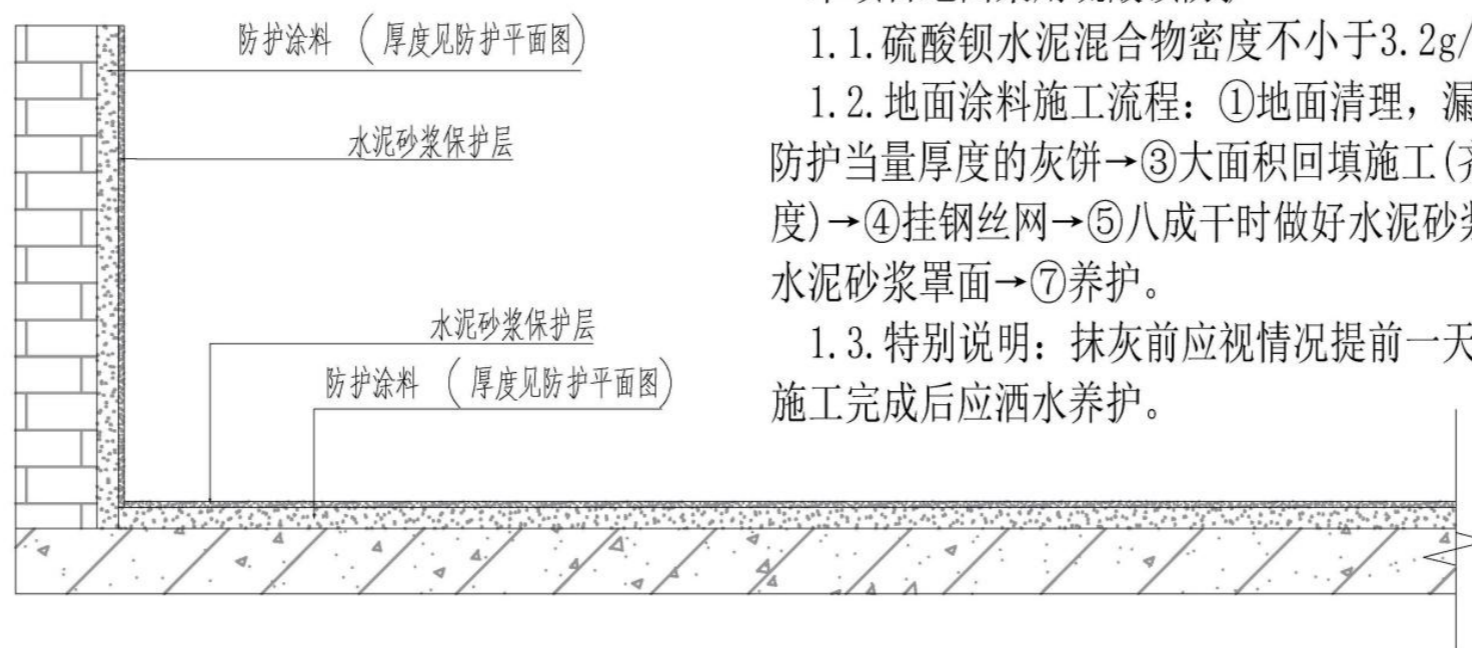 防护涂料 （厚度见防护平面图）
水泥砂浆保护层
水泥砂浆保护层
防护涂料 （厚度见防护平面图）
1.1.硫酸钡水泥混合物密度不小于3.2g/
1.2.地面涂料施工流程：①地面清理，漏
防护当量厚度的灰饼→③大面积回填施工(齐
度)→④挂钢丝网→⑤八成干时做好水泥砂浆
水泥砂浆罩面→⑦养护。
1.3.特别说明：抹灰前应视情况提前一天
施工完成后应洒水养护。